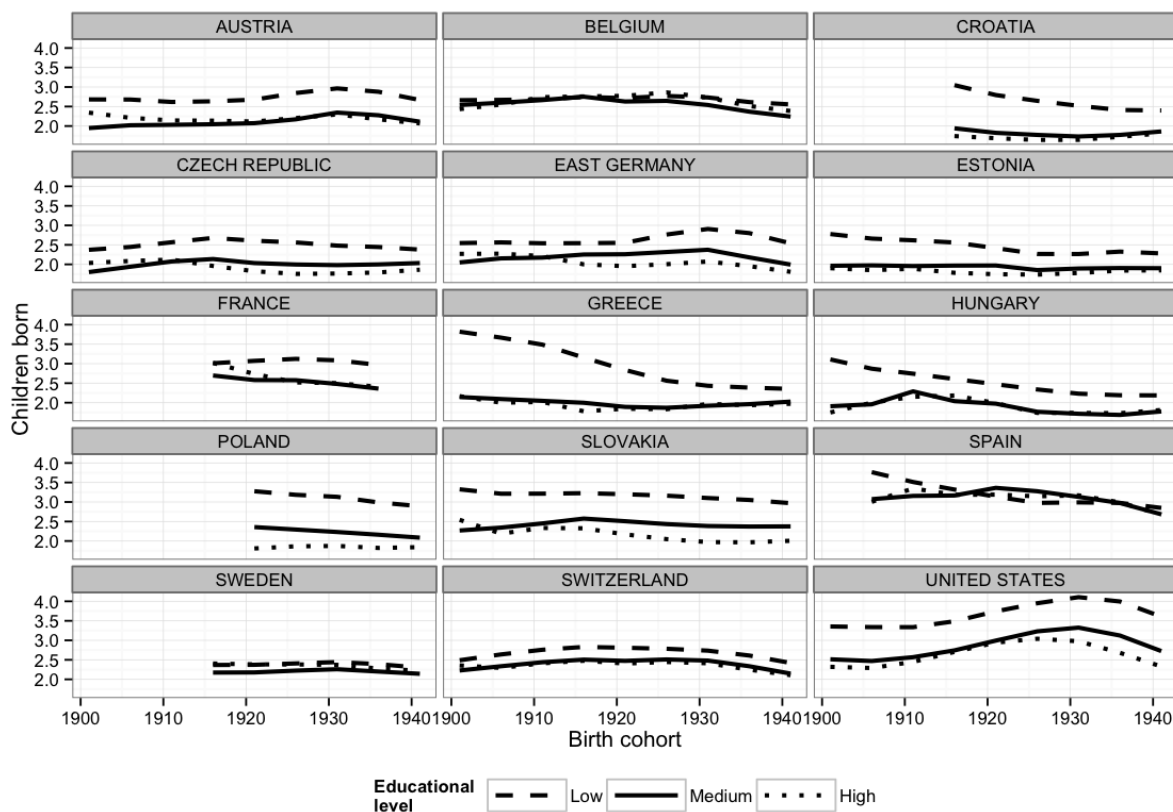 AUSTRIA BELGIUM CROATIA
4.0
3.5
3.0
2.5
2.0
CZECH REPUBLIC EAST GERMANY ESTONIA
4.0
3.5
3.0
2.5
2.0
FRANCE GREECE HUNGARY
4.0
3.5
3.0
2.5
2.0
POLAND SLOVAKIA SPAIN
4.0
3.5
3.0
2.5
2.0
SWEDEN SWITZERLAND UNITED STATES
4.0
3.5
3.0
2.5
2.0
Children born
1900 1910 1920 1930 1940 1900 1910 1920 1930 1940 1900 1910 1920 1930 1940
Birth cohort
Educational
level
Low Medium High